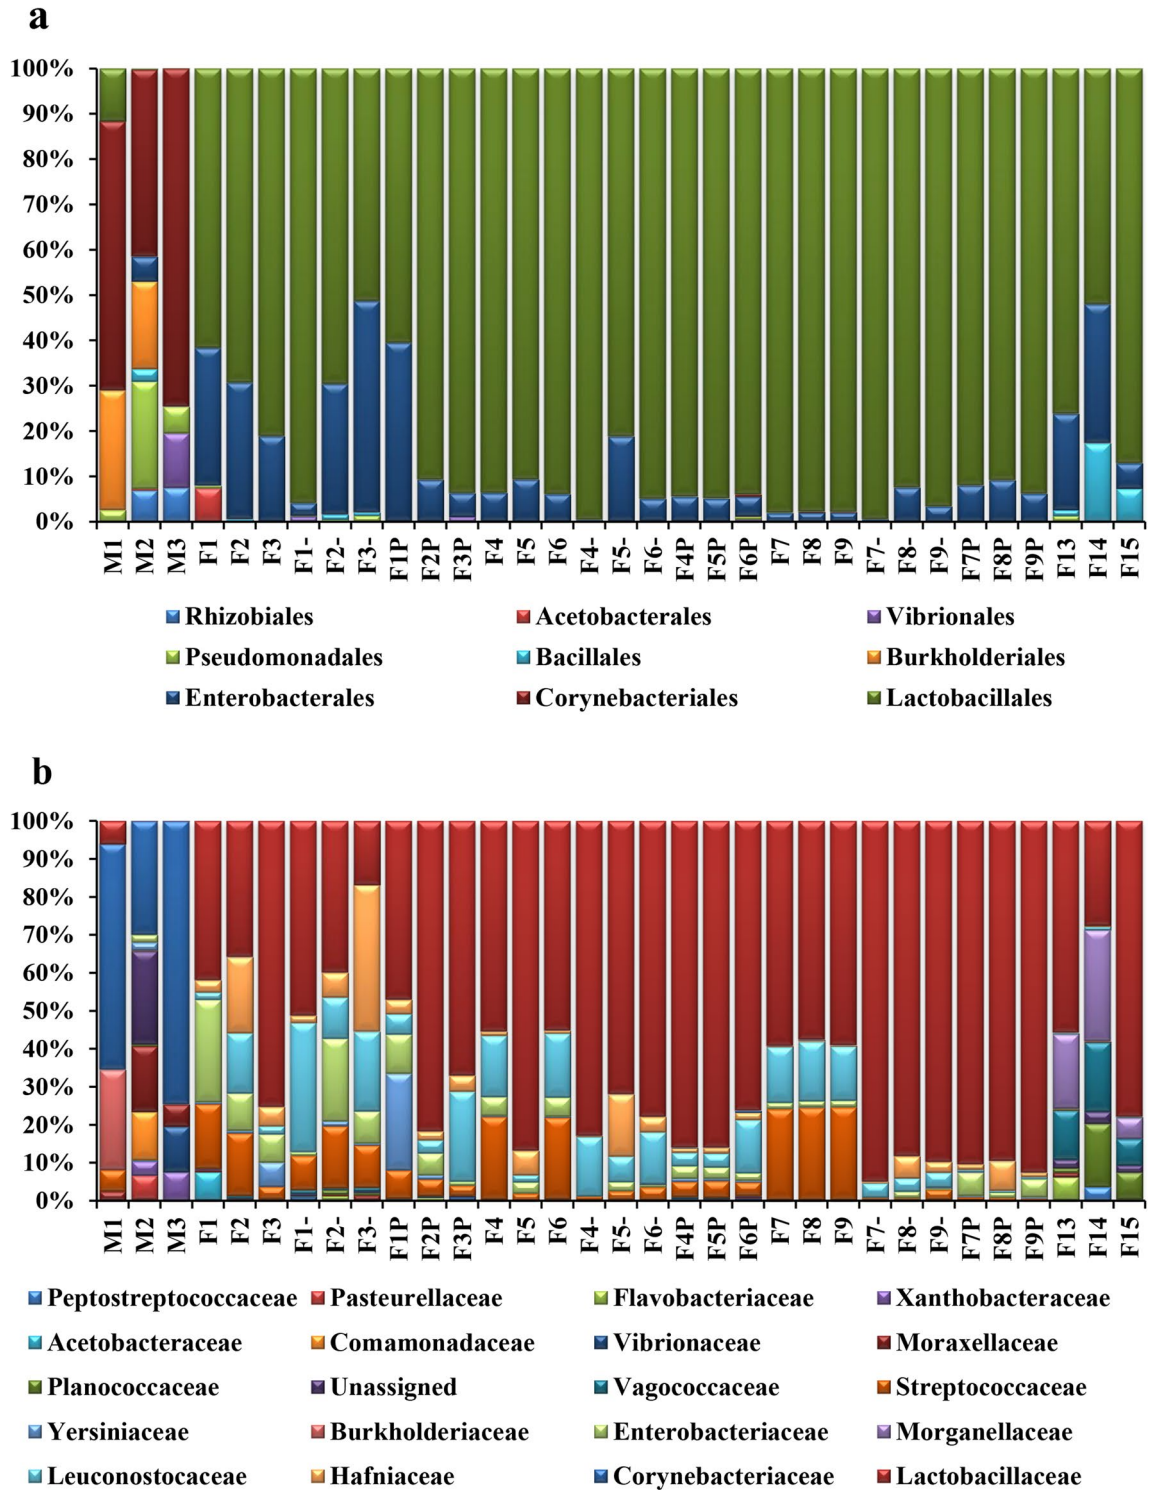 a
100%
90%
80%
70%
60%
50%
40%
30%
20%
10%
0%
M1 M2 M3 F1 F2 F3 F1- F2- F3- F1P F2P F3P F4 F5 F6 F4- F5- F6- F4P F5P F6P F7 F8 F9 F7- F8- F9- F7P F8P F9P F13 F14 F15
Rhizobiales Acetobacterales Vibrionales
Pseudomonadales Bacillales Burkholderiales
Enterobacterales Corynebacteriales Lactobacillales
b
100%
90%
80%
70%
60%
50%
40%
30%
20%
10%
0%
M1 M2 M3 F1 F2 F3 F1- F2- F3- F1P F2P F3P F4 F5 F6 F4- F5- F6- F4P F5P F6P F7 F8 F9 F7- F8- F9- F7P F8P F9P F13 F14 F15
Peptostreptococcaceae Pasteurellaceae Flavobacteriaceae Xanthobacteraceae
Acetobacteraceae Comamonadaceae Vibrionaceae Moraxellaceae
Planococcaceae Unassigned Vagococcaceae Streptococcaceae
Yersiniaceae Burkholderiaceae Enterobacteriaceae Morganellaceae
Leuconostocaceae Hafniaceae Corynebacteriaceae Lactobacillaceae